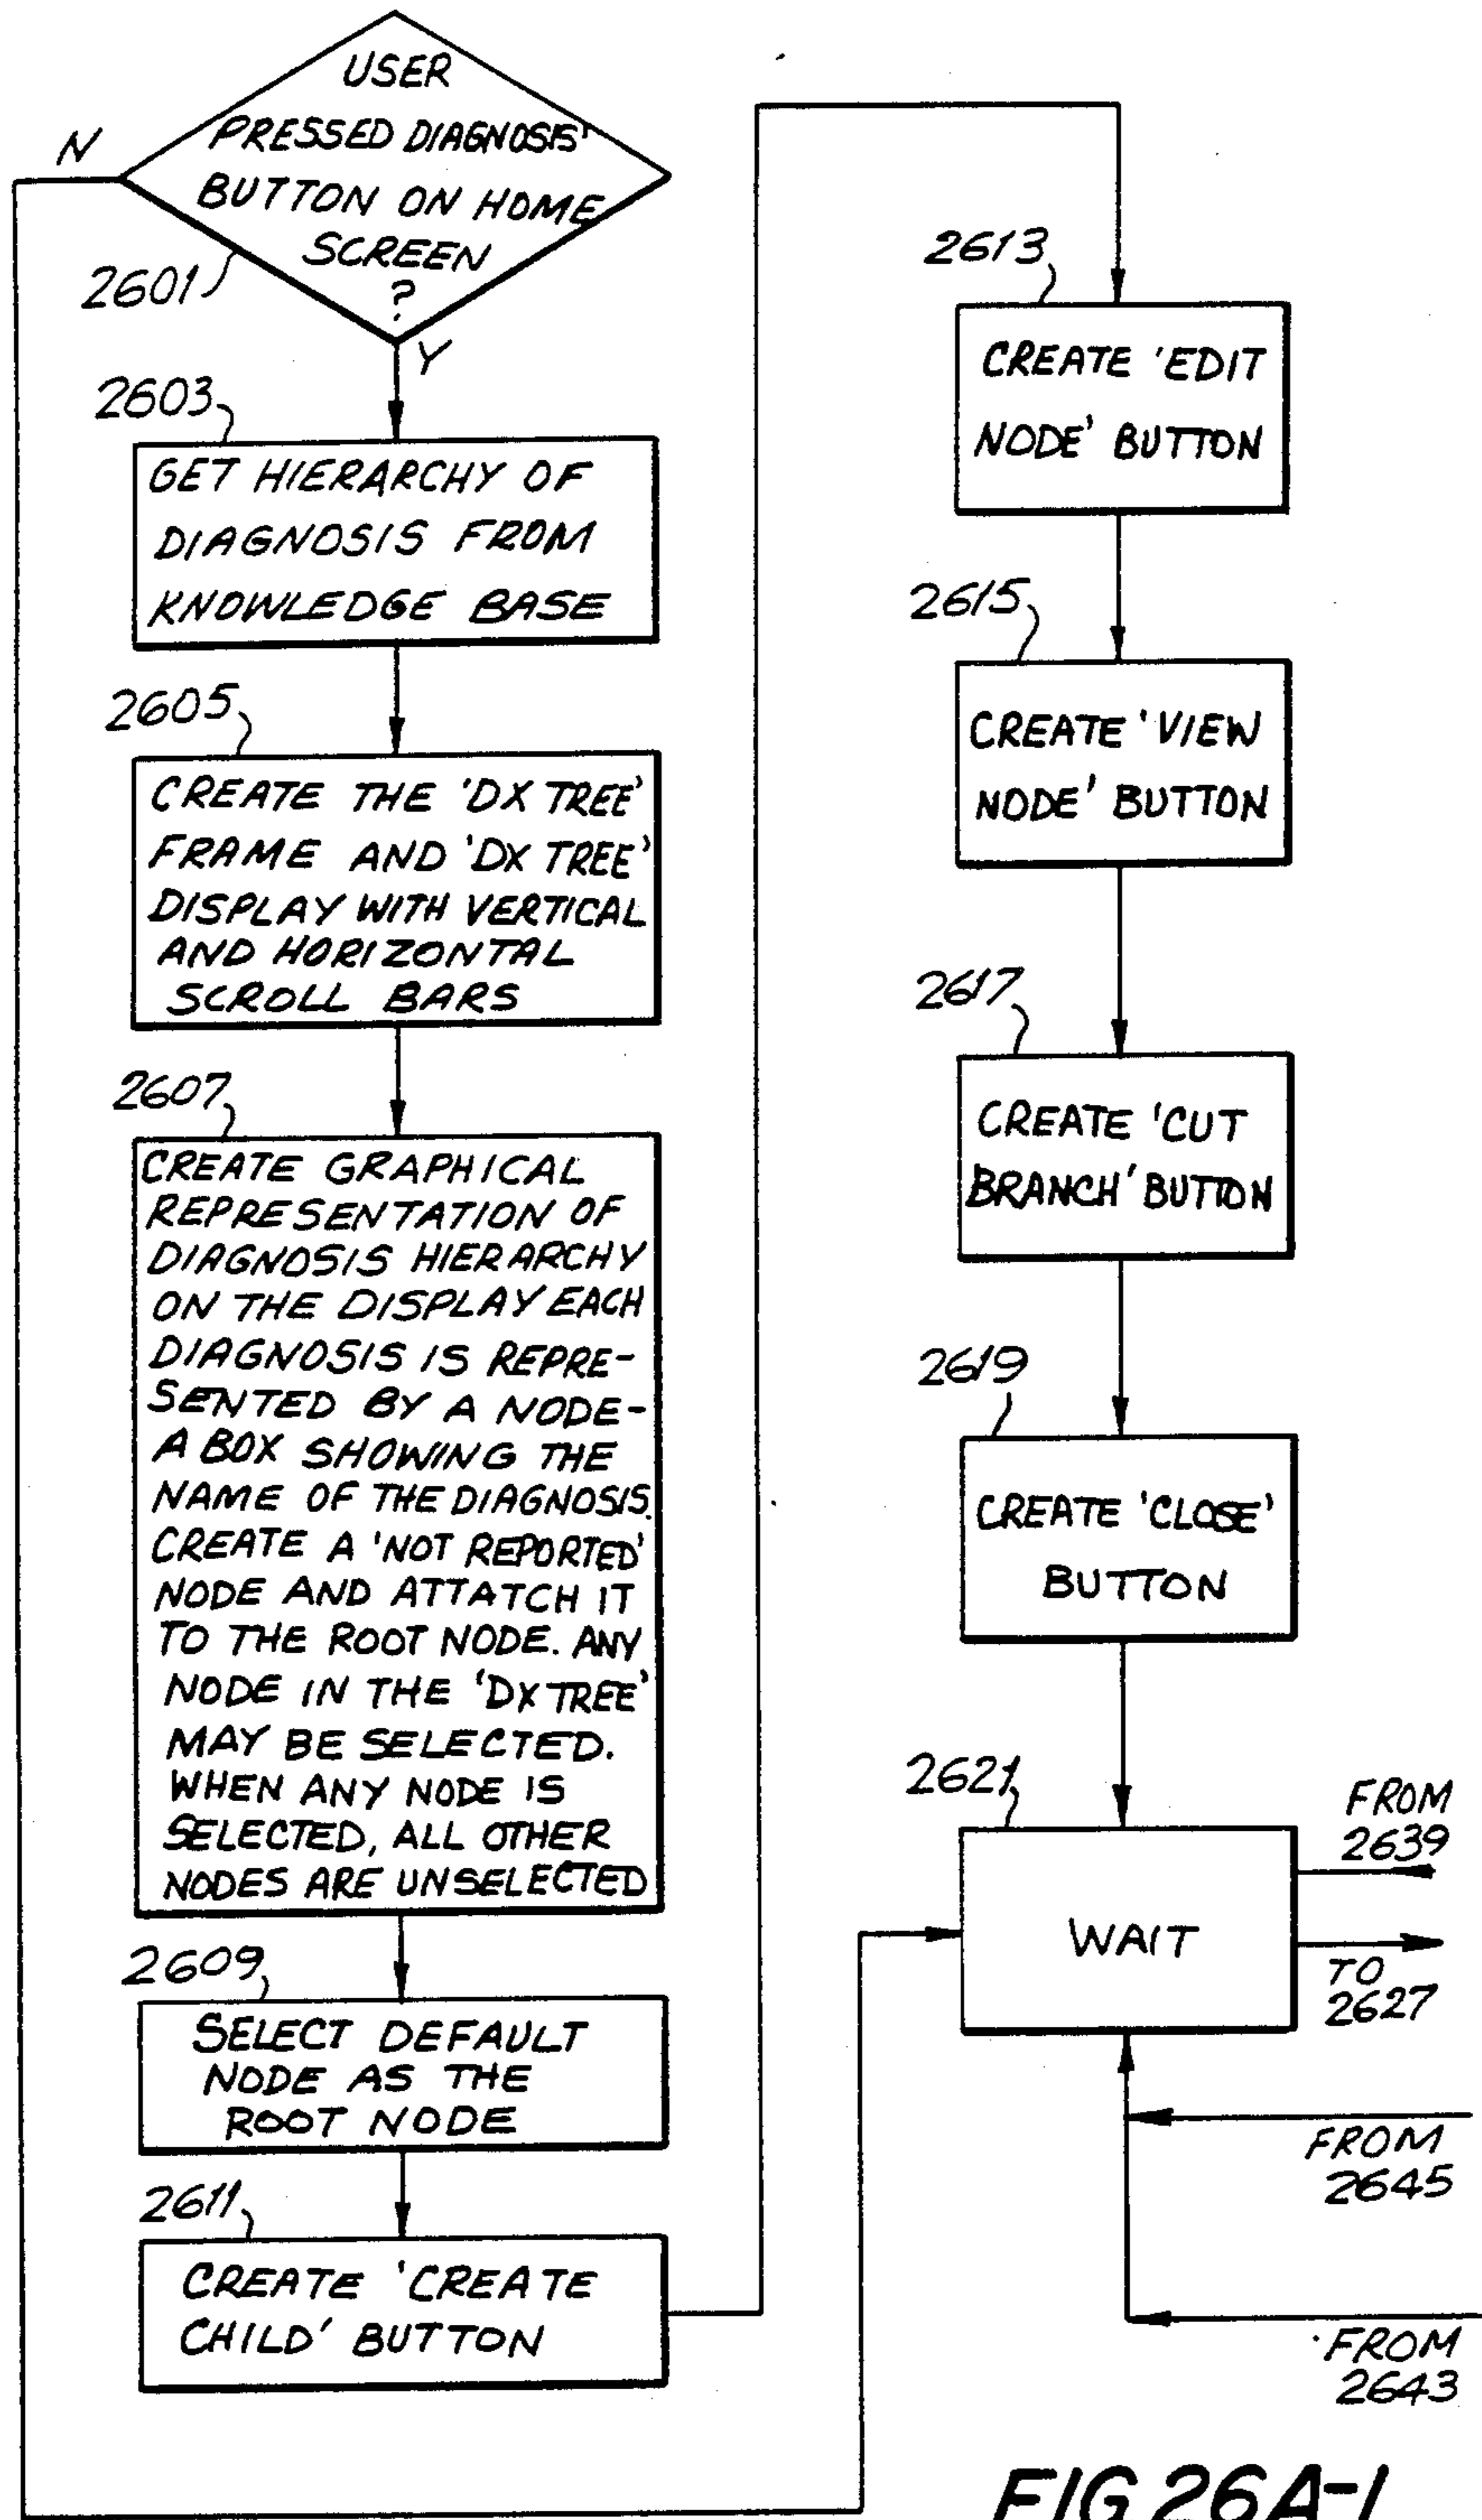 USER
PRESSED DIAGNOSIS'
BUTTON ON HOME
SCREEN
?
N
2601
Y
2603
GET HIERARCHY OF
DIAGNOSIS FROM
KNOWLEDGE BASE
2605
CREATE THE 'DX TREE'
FRAME AND 'DX TREE'
DISPLAY WITH VERTICAL
AND HORIZONTAL
SCROLL BARS
2607
CREATE GRAPHICAL
REPRESENTATION OF
DIAGNOSIS HIERARCHY
ON THE DISPLAY EACH
DIAGNOSIS IS REPRE-
SENTED BY A NODE-
A BOX SHOWING THE
NAME OF THE DIAGNOSIS.
CREATE A 'NOT REPORTED'
NODE AND ATTATCH IT
TO THE ROOT NODE. ANY
NODE IN THE 'DX TREE'
MAY BE SELECTED.
WHEN ANY NODE IS
SELECTED, ALL OTHER
NODES ARE UNSELECTED
2609
SELECT DEFAULT
NODE AS THE
ROOT NODE
2611
CREATE 'CREATE
CHILD' BUTTON
2613
CREATE 'EDIT
NODE' BUTTON
2615
CREATE 'VIEW
NODE' BUTTON
2617
CREATE 'CUT
BRANCH' BUTTON
2619
CREATE 'CLOSE'
BUTTON
2621
WAIT
FROM
2639
TO
2627
FROM
2645
FROM
2643
FIG 26A-1